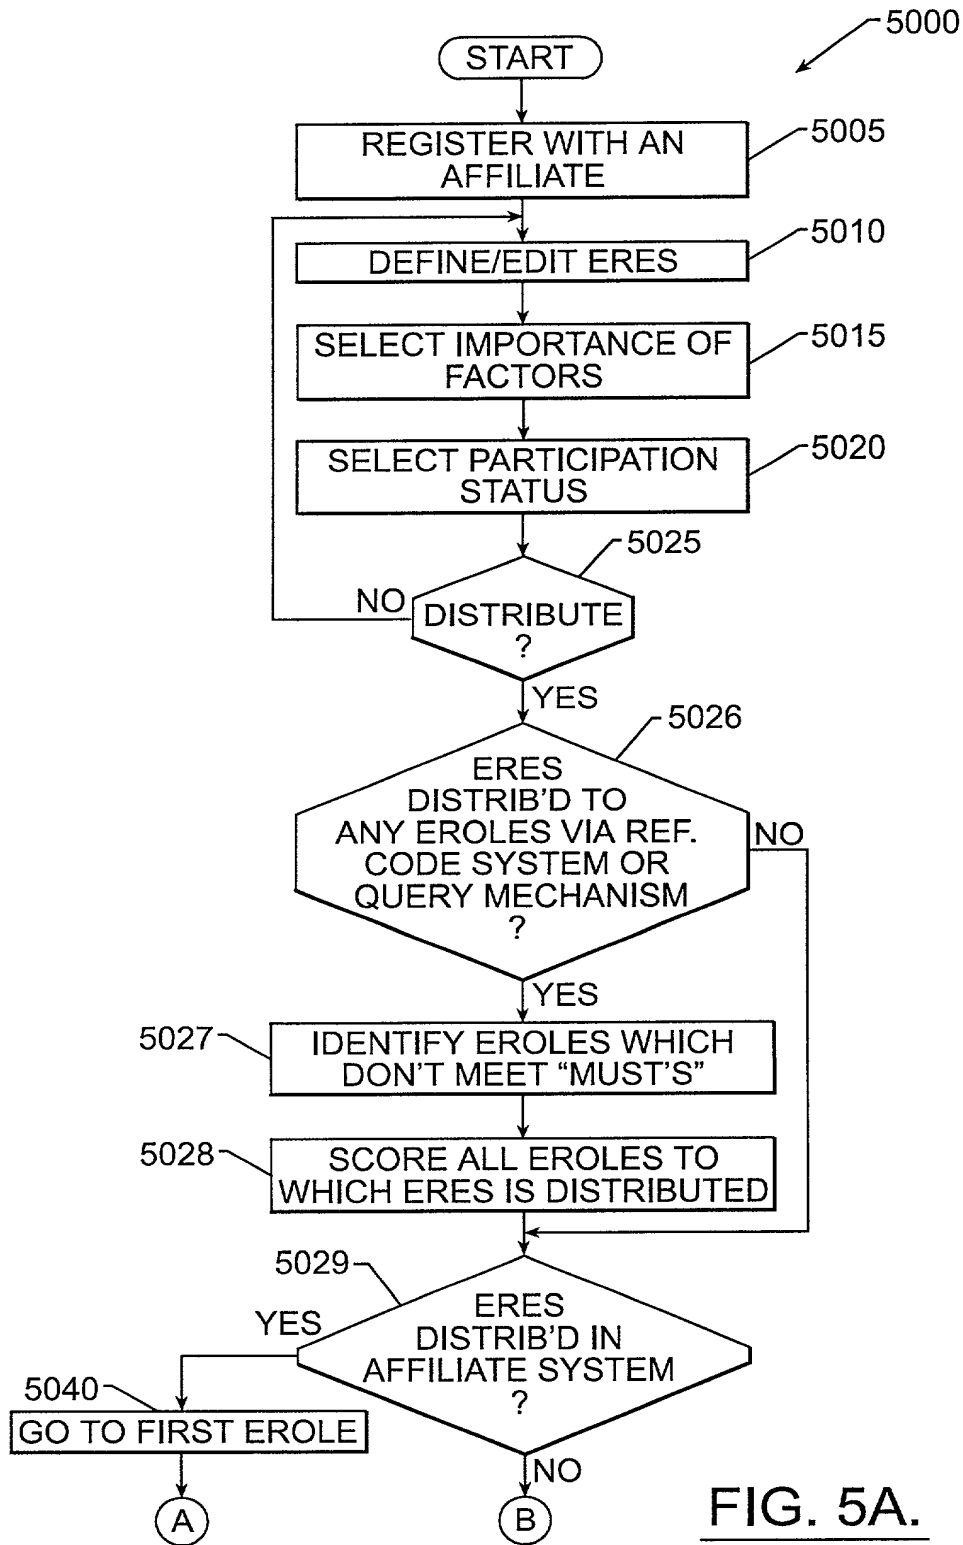 5000
START
REGISTER WITH AN
AFFILIATE
5005
DEFINE/EDIT ERES
5010
SELECT IMPORTANCE OF
FACTORS
5015
SELECT PARTICIPATION
STATUS
5020
5025
NO
DISTRIBUTE
?
YES
5026
ERES
DISTRIB'D TO
ANY EROLES VIA REF.
CODE SYSTEM OR
QUERY MECHANISM
?
NO
YES
5027
IDENTIFY EROLES WHICH
DON'T MEET “MUST'S”
5028
SCORE ALL EROLES TO
WHICH ERES IS DISTRIBUTED
5029
YES
ERES
DISTRIB'D IN
AFFILIATE SYSTEM
?
5040
GO TO FIRST EROLE
NO
A
B
FIG. 5A.